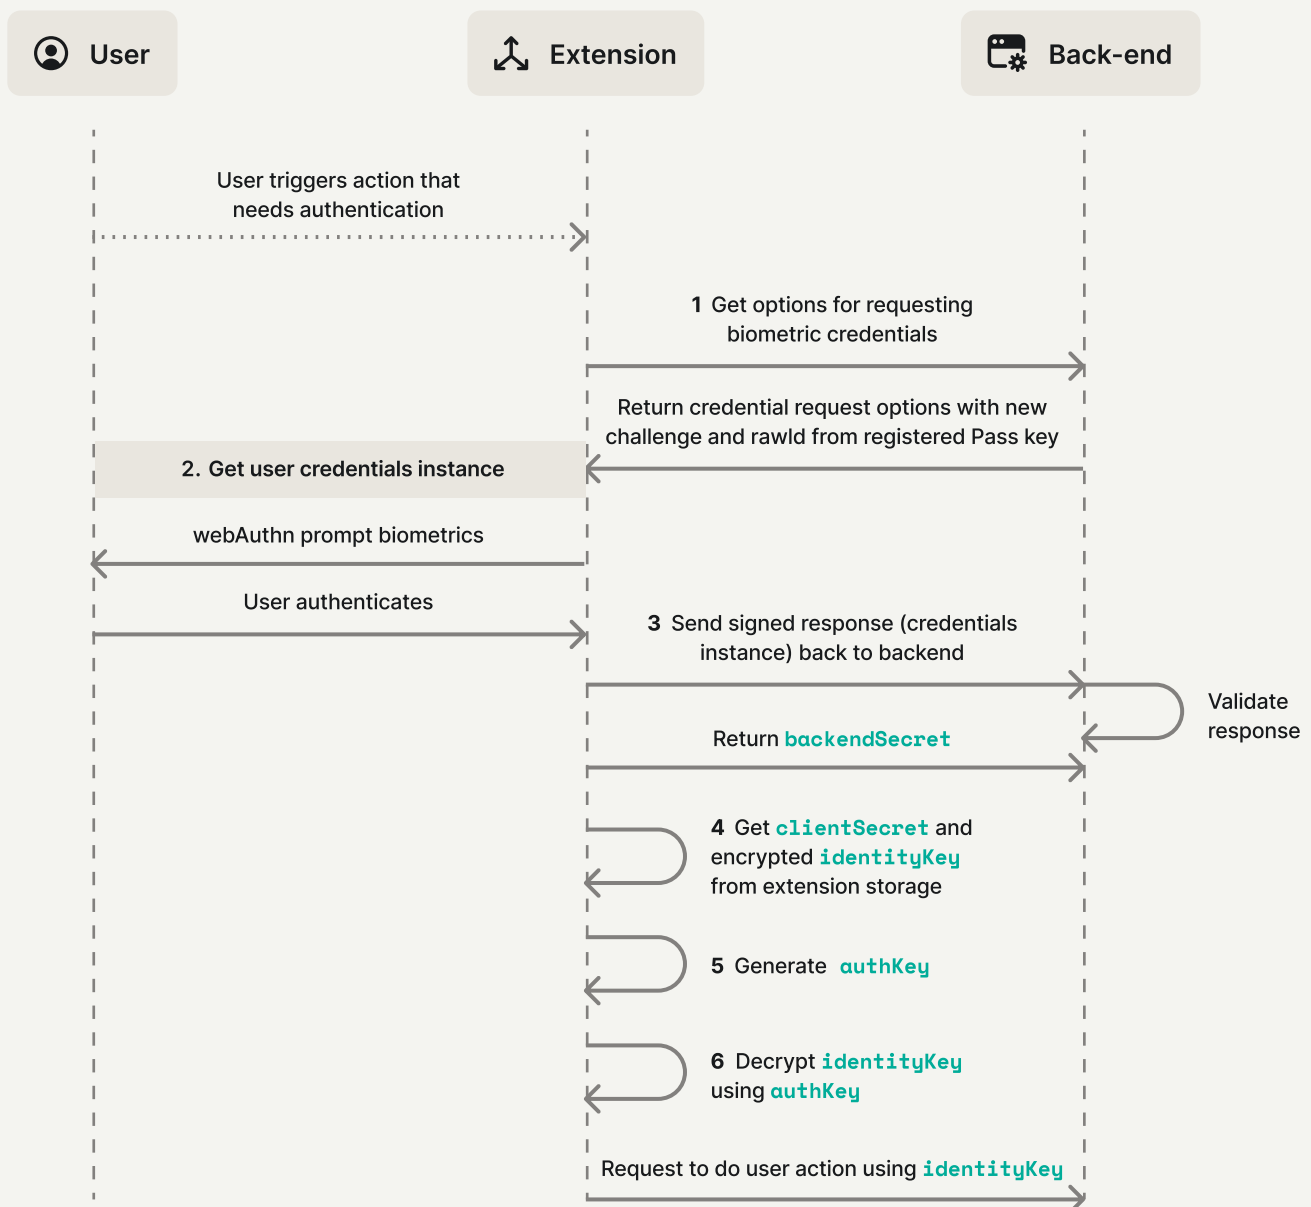 User
Extension
Back-end
User triggers action that
needs authentication
1 Get options for requesting
biometric credentials
Return credential request options with new
challenge and rawId from registered Pass key
2. Get user credentials instance
webAuthn prompt biometrics
User authenticates
3 Send signed response (credentials
instance) back to backend
Validate
response
Return backendSecret
4 Get clientSecret and
encrypted identityKey
from extension storage
5 Generate authKey
6 Decrypt identityKey
using authKey
Request to do user action using identityKey